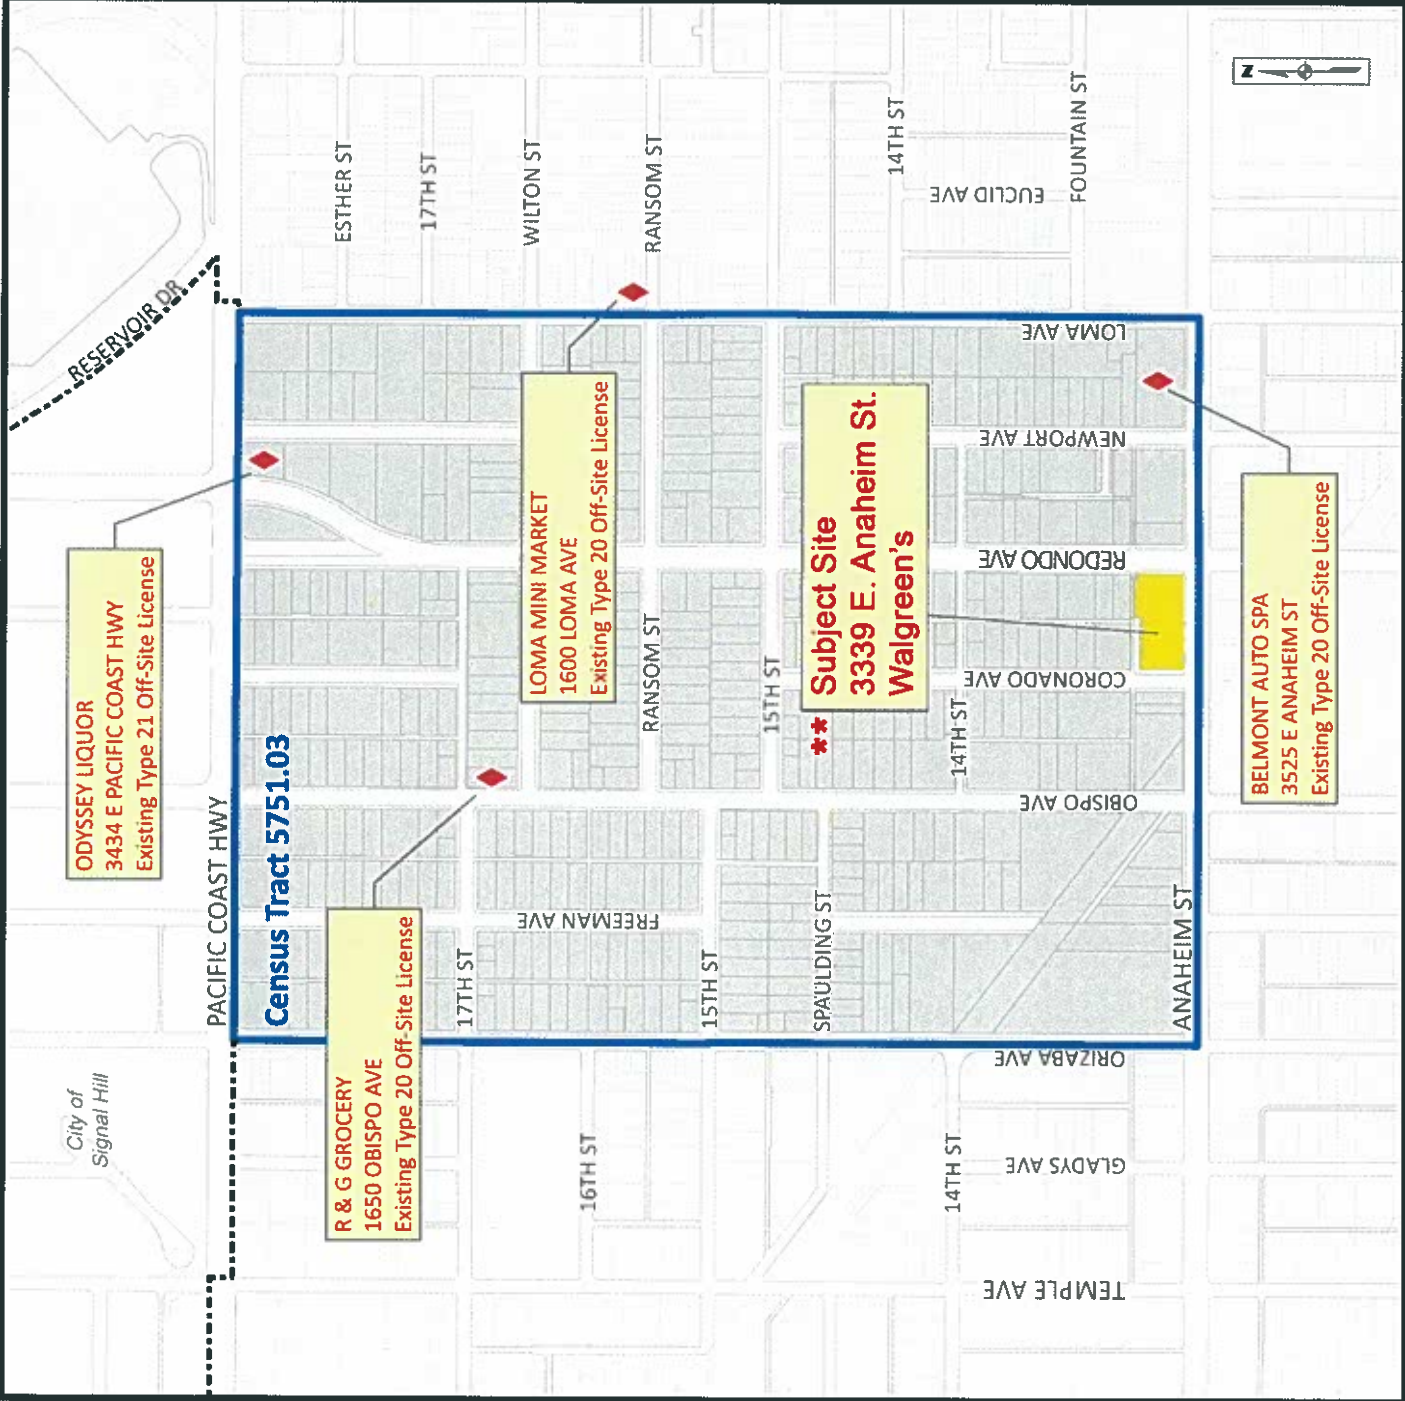 City of
Signal Hill
ODYSSEY LIQUOR
3434 E PACIFIC COAST HWY
Existing Type 21 Off-Site License
RESERVOIR DR
PACIFIC COAST HWY
Census Tract 5751.03
R & G GROCERY
1650 OBISPO AVE
Existing Type 20 Off-Site License
ESTHER ST
17TH ST
17TH ST
WILTON ST
LOMA MINI MARKET
1600 LOMA AVE
Existing Type 20 Off-Site License
16TH ST
FREEMAN AVE
RANSOM ST
RANSOM ST
15TH ST
15TH ST
SPAULDING ST
** Subject Site
3339 E. Anaheim St.
Walgreen's
14TH ST
14TH ST
14TH ST
EUCLID AVE
FOUNTAIN ST
TEMPLE AVE
GLADYS AVE
ORIZABA AVE
OBISPO AVE
CORONADO AVE
REDONDO AVE
NEWPORT AVE
LOMA AVE
ANAHEIM ST
BELMONT AUTO SPA
3525 E ANAHEIM ST
Existing Type 20 Off-Site License
N